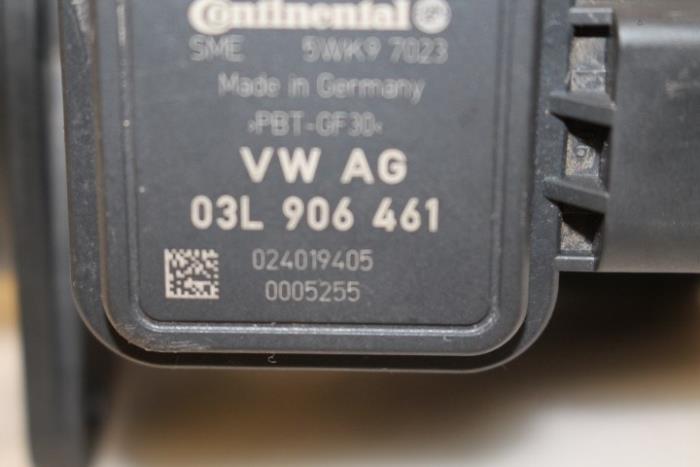 Continental
SME 5WK9 7023
Made in Germany
>PBT-GF30<
VW AG
03L 906 461
024019405
0005255